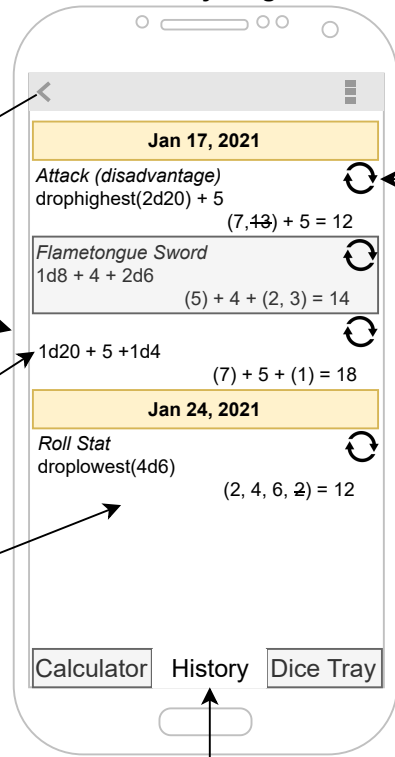 Jan 17, 2021
Attack (disadvantage)
drophighest(2d20) + 5
(7,13) + 5 = 12
Flametongue Sword
1d8 + 4 + 2d6
(5) + 4 + (2, 3) = 14
1d20 + 5 +1d4
(7) + 5 + (1) = 18
Jan 24, 2021
Roll Stat
droplowest(4d6)
(2, 4, 6, 2) = 12
Calculator History Dice Tray